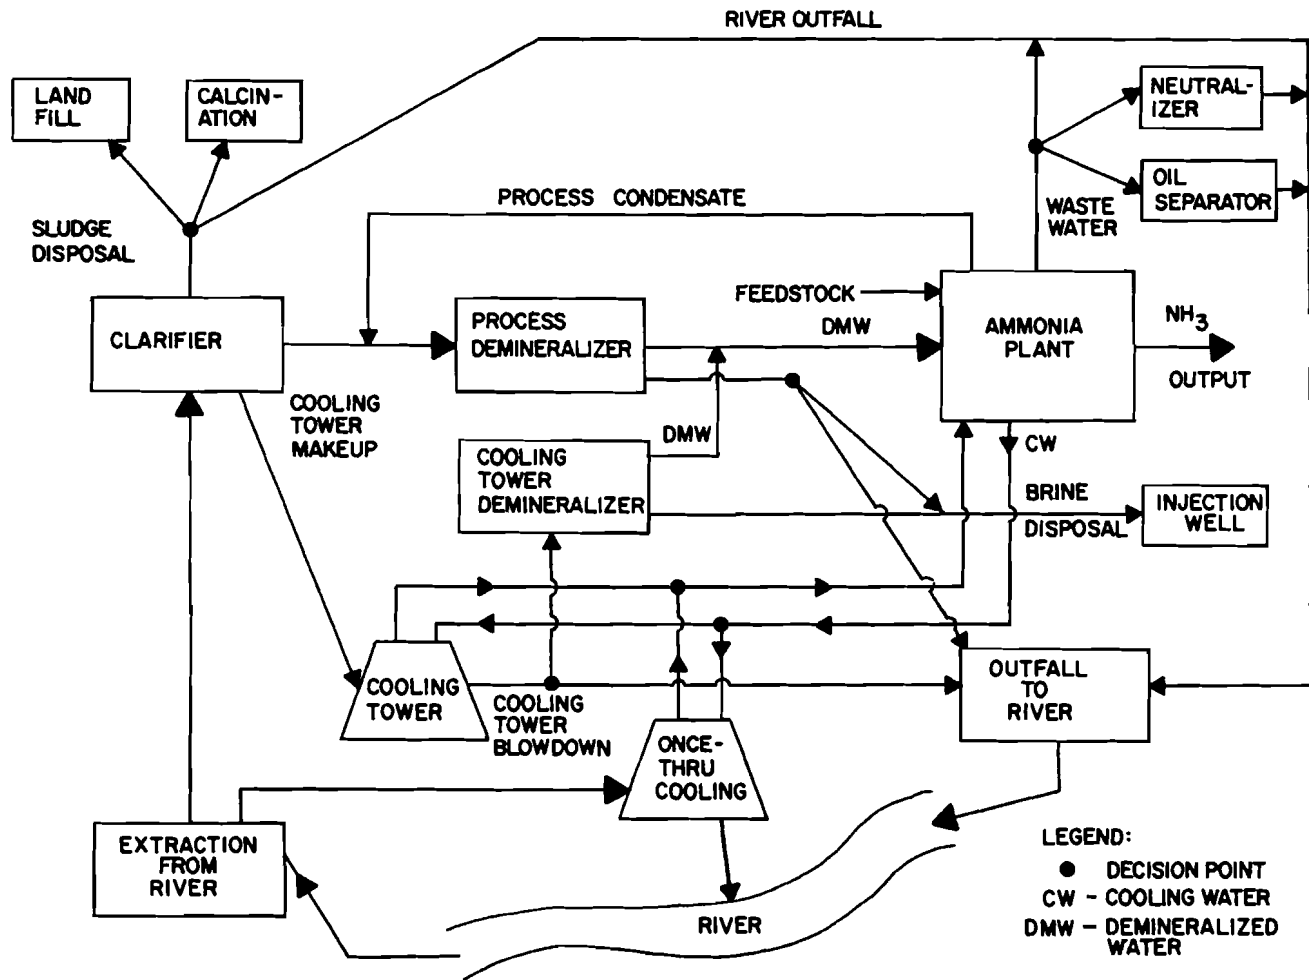 RIVER OUTFALL
LAND
FILL
CALCIN-
ATION
NEUTRAL-
IZER
OIL
SEPARATOR
PROCESS CONDENSATE
WASTE
WATER
SLUDGE
DISPOSAL
FEEDSTOCK
CLARIFIER
PROCESS
DEMINERALIZER
DMW
AMMONIA
PLANT
NH3
OUTPUT
COOLING
TOWER
MAKEUP
DMW
CW
COOLING
TOWER
DEMINERALIZER
BRINE
DISPOSAL
INJECTION
WELL
COOLING
TOWER
COOLING
TOWER
BLOWDOWN
OUTFALL
TO
RIVER
ONCE-
THRU
COOLING
EXTRACTION
FROM
RIVER
RIVER
LEGEND:
DECISION POINT
CW - COOLING WATER
DMW - DEMINERALIZED
WATER